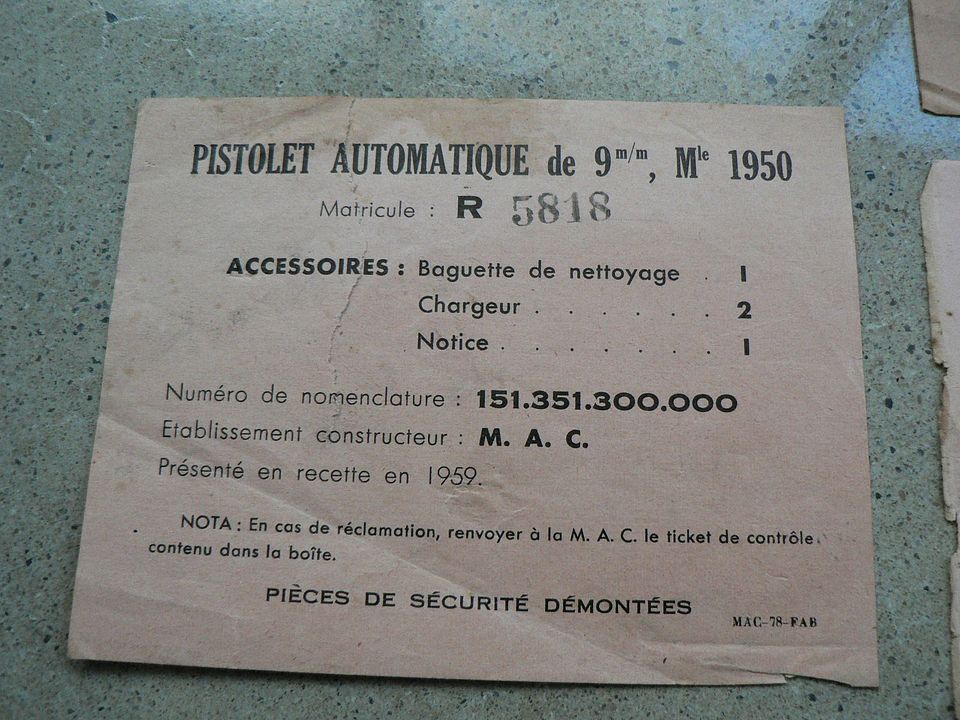 PISTOLET AUTOMATIQUE de 9 m/m, Mle 1950
Matricule : R 5818
ACCESSOIRES : Baguette de nettoyage . 1
Chargeur . . . . . . 2
Notice . . . . . . . 1
Numéro de nomenclature : 151.351.300.000
Etablissement constructeur : M. A. C.
Présenté en recette en 1959.
NOTA : En cas de réclamation, renvoyer à la M. A. C. le ticket de contrôle
contenu dans la boîte.
PIÈCES DE SÉCURITÉ DÉMONTÉES
MAC-78-FAB